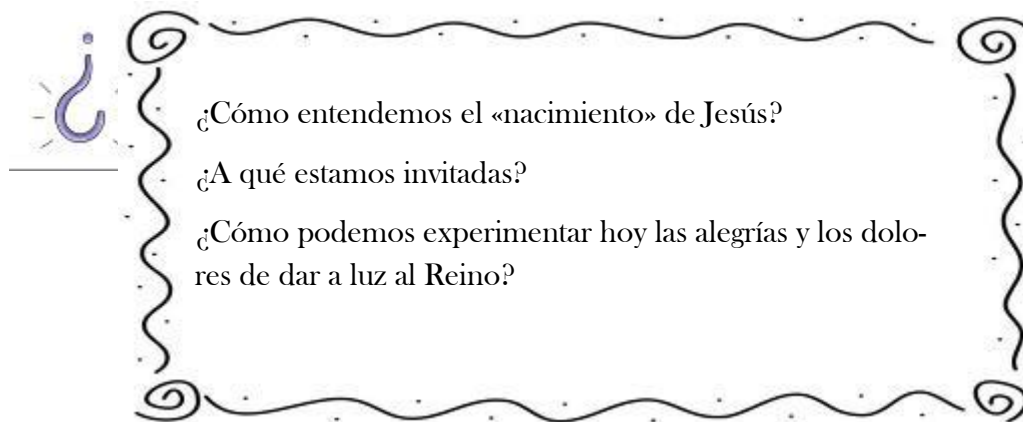 ¿Cómo entendemos el «nacimiento» de Jesús?
¿A qué estamos invitadas?
¿Cómo podemos experimentar hoy las alegrías y los dolo-
res de dar a luz al Reino?